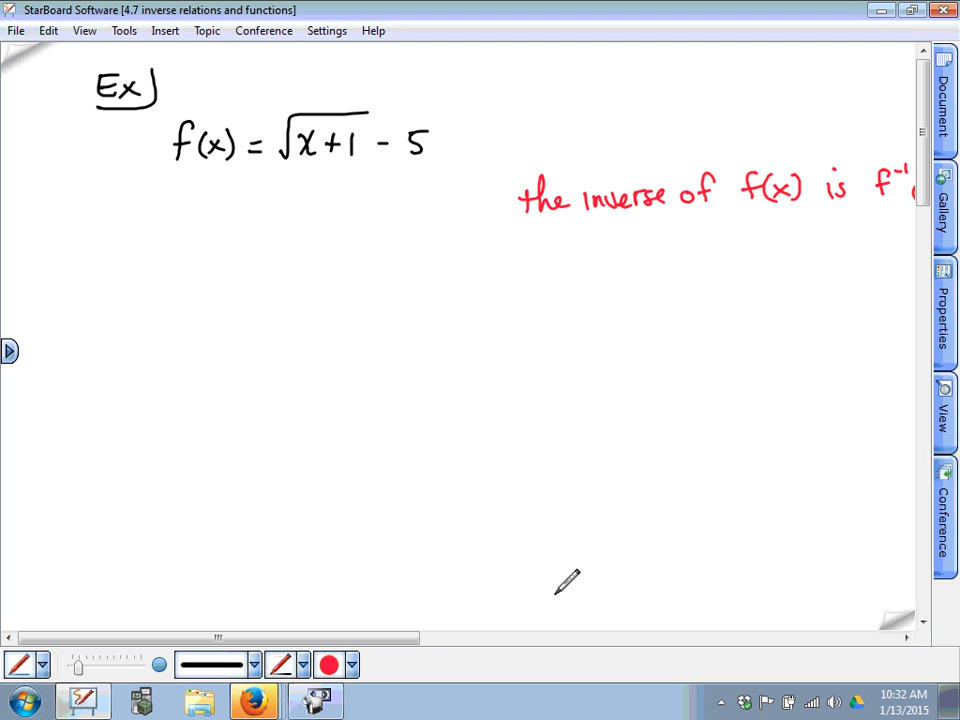 StarBoard Software [4.7 inverse relations and functions]
File Edit View Tools Insert Topic Conference Settings Help
Ex)
f(x) = √x+1 - 5
the inverse of f(x) is f⁻¹
Document
Gallery
Properties
View
Conference
10:32 AM
1/13/2015